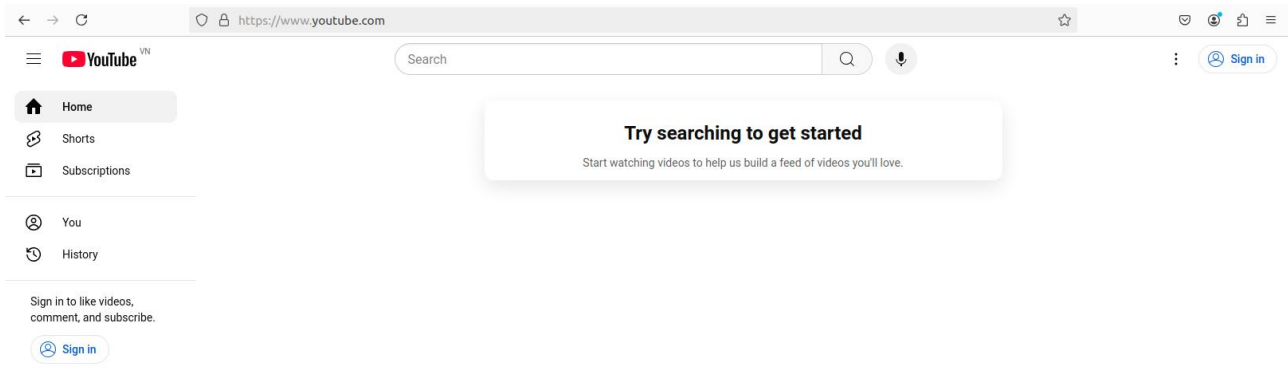 https://www.youtube.com
YouTube VN
Search
Sign in
Home
Shorts
Subscriptions
You
History
Sign in to like videos,
comment, and subscribe.
Sign in
Try searching to get started
Start watching videos to help us build a feed of videos you'll love.